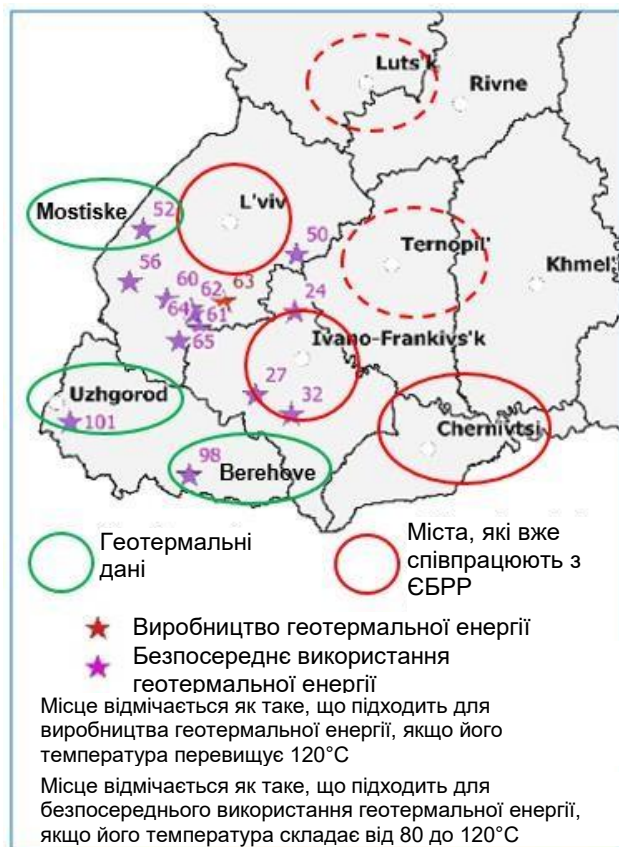 Luts'k
Rivne
Mostiske
52
L'viv
50
Ternopil'
Khmel'
56
60
62
63
64
61
24
65
Ivano-Frankivs'k
Uzhgorod
101
27
32
Chernivtsi
98
Berehove
Геотермальні
дані
Міста, які вже
співпрацюють з
ЄБРР
Виробництво геотермальної енергії
Безпосереднє використання
геотермальної енергії
Місце відмічається як таке, що підходить для
виробництва геотермальної енергії, якщо його
температура перевищує 120°C
Місце відмічається як таке, що підходить для
безпосереднього використання геотермальної енергії,
якщо його температура складає від 80 до 120°C